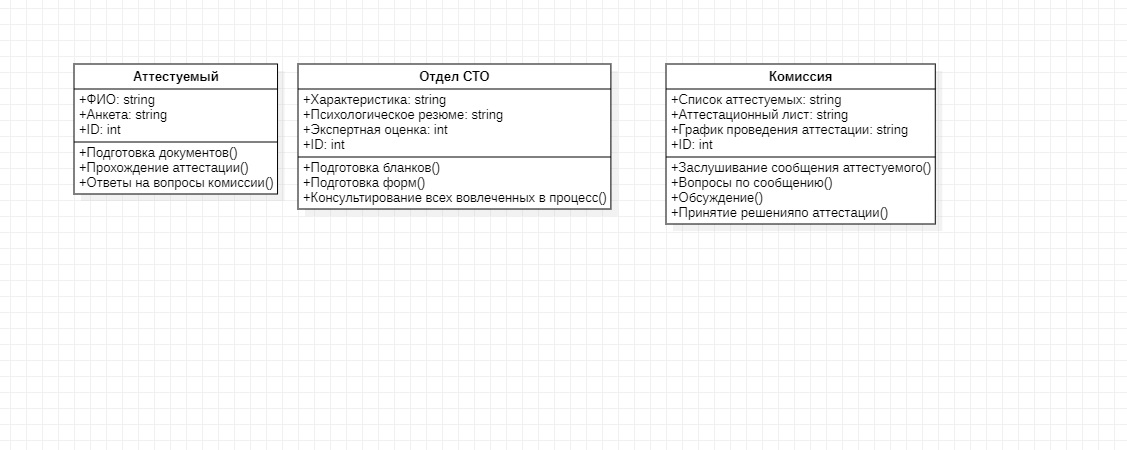 Аттестуемый
+ФИО: string
+Анкета: string
+ID: int
+Подготовка документов()
+Прохождение аттестации()
+Ответы на вопросы комиссии()
Отдел СТО
+Характеристика: string
+Психологическое резюме: string
+Экспертная оценка: int
+ID: int
+Подготовка бланков()
+Подготовка форм()
+Консультирование всех вовлеченных в процесс()
Комиссия
+Список аттестуемых: string
+Аттестационный лист: string
+График проведения аттестации: string
+ID: int
+Заслушивание сообщения аттестуемого()
+Вопросы по сообщению()
+Обсуждение()
+Принятие решенияпо аттестации()